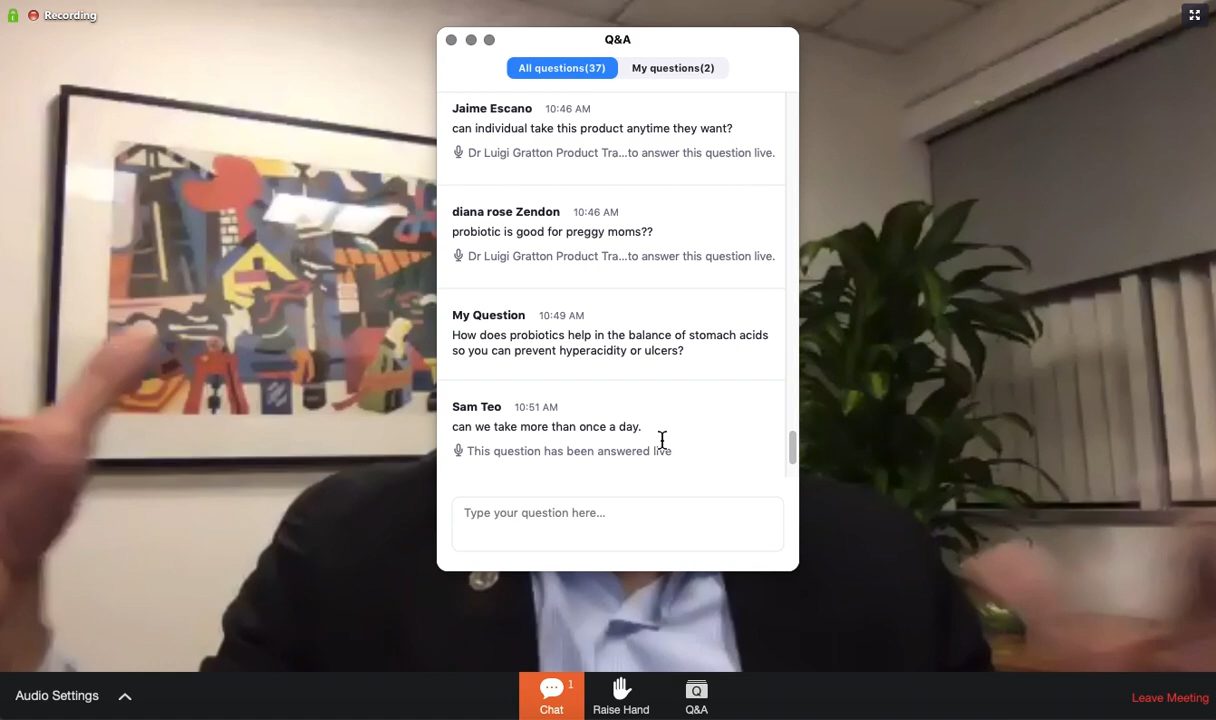 Recording
Q&A
All questions(37) My questions(2)
Jaime Escano 10:46 AM
can individual take this product anytime they want?
Dr Luigi Gratton Product Tra...to answer this question live.
diana rose Zendon 10:46 AM
probiotic is good for preggy moms??
Dr Luigi Gratton Product Tra...to answer this question live.
My Question 10:49 AM
How does probiotics help in the balance of stomach acids
so you can prevent hyperacidity or ulcers?
Sam Teo 10:51 AM
can we take more than once a day.
This question has been answered live
Type your question here...
Audio Settings
1
Chat
Raise Hand
Q
Q&A
Leave Meeting